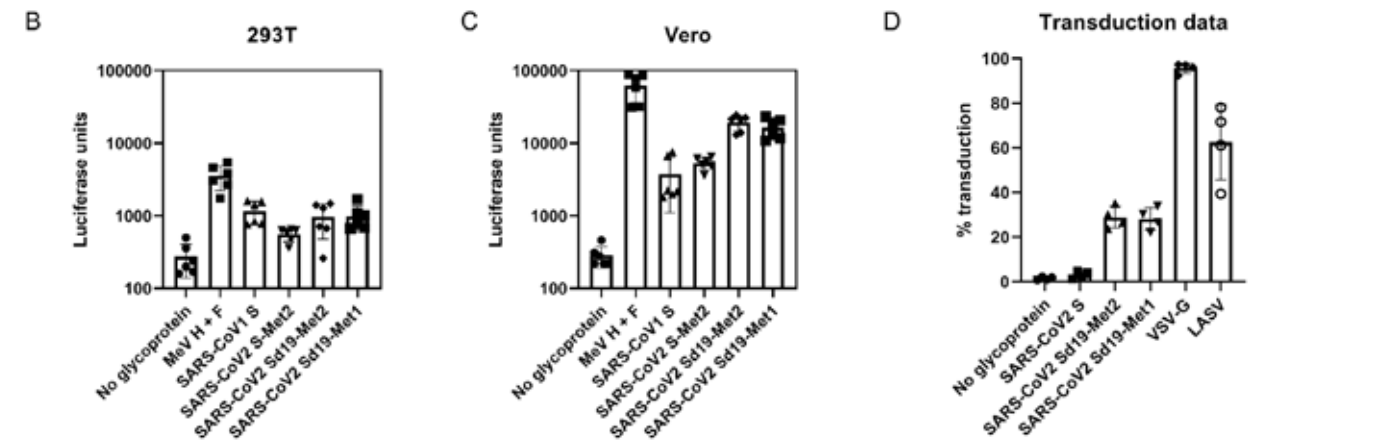 B
293T
Luciferase units
100000
10000
1000
100
No glycoprotein
MeV H + F
SARS-CoV1 S
SARS-CoV2 S-Met2
SARS-CoV2 Sd19-Met2
SARS-CoV2 Sd19-Met1
C
Vero
Luciferase units
100000
10000
1000
100
No glycoprotein
MeV H + F
SARS-CoV1 S
SARS-CoV2 S-Met2
SARS-CoV2 Sd19-Met2
SARS-CoV2 Sd19-Met1
D
Transduction data
% transduction
100
80
60
40
20
0
No glycoprotein
SARS-CoV2 S
SARS-CoV2 Sd19-Met2
SARS-CoV2 Sd19-Met1
VSV-G
LASV